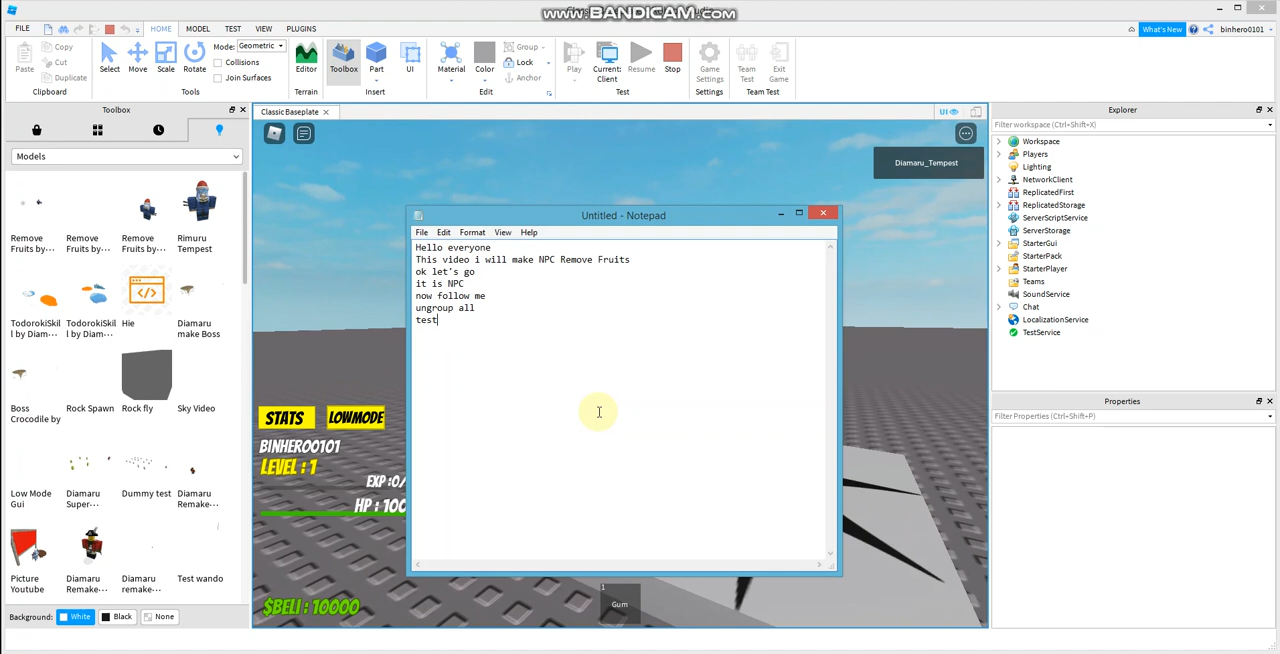 www.BANDICAM.com
FILE HOME MODEL TEST VIEW PLUGINS What's New binhero0101
Paste Copy Cut Duplicate
Select Move Scale Rotate
Mode: Geometric
Collisions
Join Surfaces
Editor Toolbox Part UI Material Color
Group
Lock
Anchor
Play Current: Client Resume Stop Game Settings Team Test Exit Game
Clipboard Tools Terrain Insert Edit Test Settings Team Test
Toolbox
Models
Remove Fruits by··· Remove Fruits by··· Remove Fruits by··· Rimuru Tempest
TodorokiSkil l by Diam··· TodorokiSkil l by Diam··· Hie Diamaru make Boss
Boss Crocodile by Rock Spawn Rock fly Sky Video
Low Mode Gui Diamaru Super-·· Dummy test Diamaru Remake-··
Picture Youtube Diamaru Remake-·· Diamaru remake-·· Test wando
Background: White Black None
Classic Baseplate
UI
Diamaru_Tempest
STATS LOWMODE
BINHERO0101
LEVEL : 1
EXP :0/
HP : 100
$BELI : 10000
1
Gum
Untitled - Notepad
File Edit Format View Help
Hello everyone
This video i will make NPC Remove Fruits
ok let's go
it is NPC
now follow me
ungroup all
test
Explorer
Filter workspace (Ctrl+Shift+X)
Workspace
Players
Lighting
NetworkClient
ReplicatedFirst
ReplicatedStorage
ServerScriptService
ServerStorage
StarterGui
StarterPack
StarterPlayer
Teams
SoundService
Chat
LocalizationService
TestService
Properties
Filter Properties (Ctrl+Shift+P)